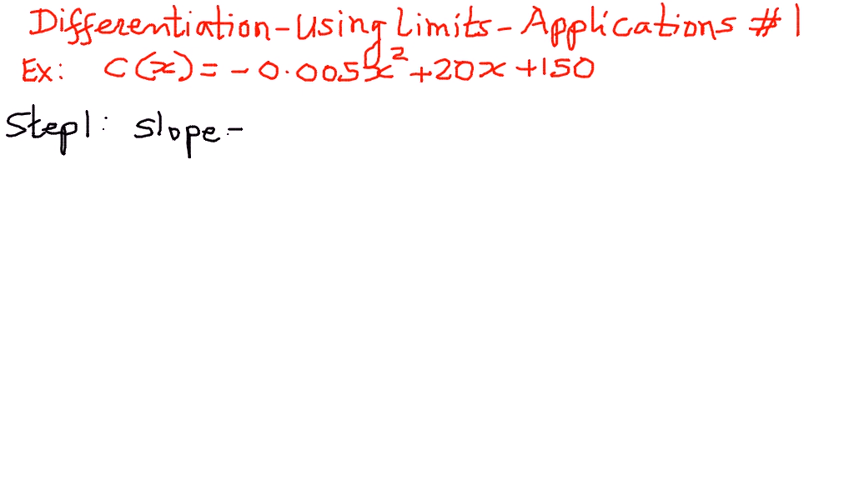 Differentiation-Using Limits-Applications #1
Ex: C(x)=-0.005x²+20x+150
Step1: slope-